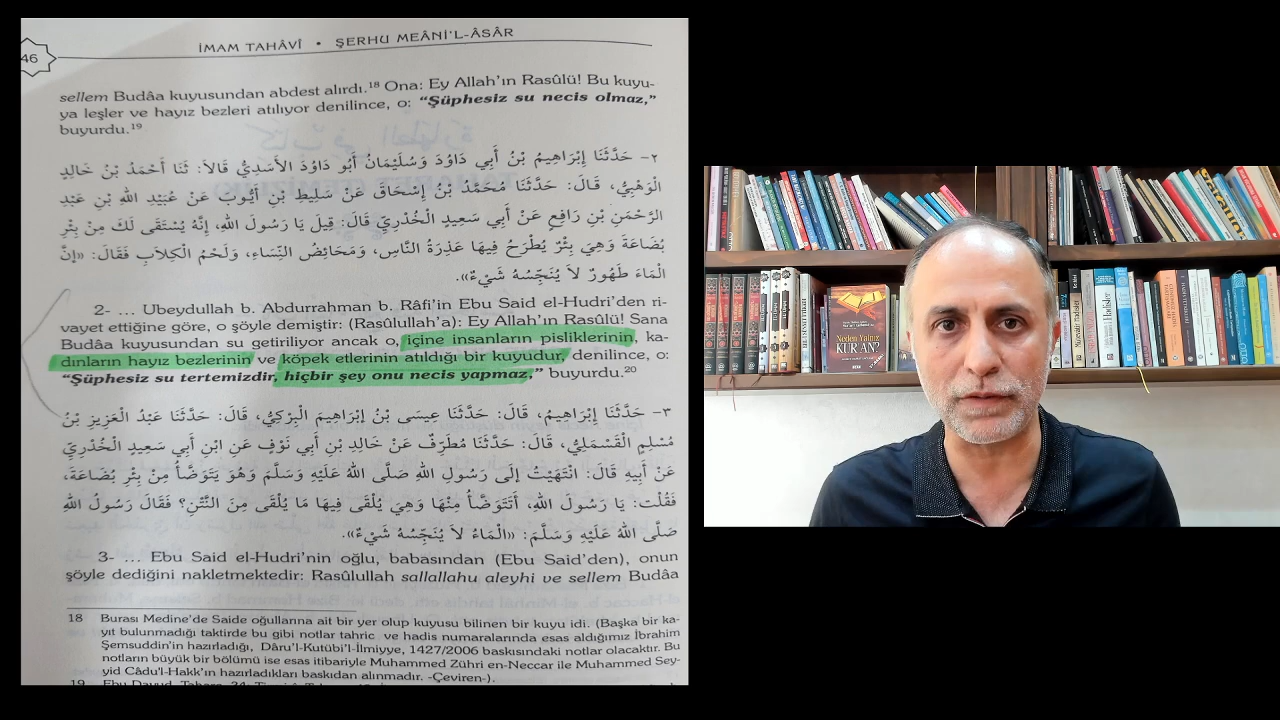 46
İMAM TAHÂVÎ • ŞERHU MEÂNİ'L-ÂSÂR
sellem Budâa kuyusundan abdest alırdı.18 Ona: Ey Allah'ın Rasûlü! Bu kuyu-
ya leşler ve hayız bezleri atılıyor denilince, o: "Şüphesiz su necis olmaz,"
buyurdu.19
٢- حَدَّثَنَا إِبْرَاهِيمُ بْنُ أَبِي دَاوُدَ وَسُلَيْمَانُ أَبُو دَاوُدَ الأَسَدِيُّ قَالاَ: ثَنَا أَحْمَدُ بْنُ خَالِدٍ
الْوَهْبِيُّ، قَالَ: حَدَّثَنَا مُحَمَّدُ بْنُ إِسْحَاقَ عَنْ سَلِيطِ بْنِ أَيُّوبَ عَنْ عُبَيْدِ اللهِ بْنِ عَبْدِ
الرَّحْمَنِ بْنِ رَافِعٍ عَنْ أَبِي سَعِيدٍ الْخُدْرِيِّ قَالَ: قِيلَ يَا رَسُولَ اللهِ، إِنَّهُ يُسْتَقَى لَكَ مِنْ بِئْرِ
بُضَاعَةَ وَهِيَ بِئْرٌ يُطْرَحُ فِيهَا عَذِرَةُ النَّاسِ، وَمَحَائِضُ النِّسَاءِ، وَلَحْمُ الْكِلاَبِ فَقَالَ: «إِنَّ
الْمَاءَ طَهُورٌ لاَ يُنَجِّسُهُ شَيْءٌ».
2- ... Ubeydullah b. Abdurrahman b. Râfi'in Ebu Said el-Hudri'den ri-
vayet ettiğine göre, o şöyle demiştir: (Rasûlullah'a): Ey Allah'ın Rasûlü! Sana
Budâa kuyusundan su getiriliyor ancak o, içine insanların pisliklerinin, ka-
dınların hayız bezlerinin ve köpek etlerinin atıldığı bir kuyudur, denilince, o:
"Şüphesiz su tertemizdir, hiçbir şey onu necis yapmaz," buyurdu.20
٣- حَدَّثَنَا إِبْرَاهِيمُ، قَالَ: حَدَّثَنَا عِيسَى بْنُ إِبْرَاهِيمَ الْبِرَكِيُّ، قَالَ: حَدَّثَنَا عَبْدُ الْعَزِيزِ بْنُ
مُسْلِمٍ الْقَسْمَلِيُّ، قَالَ: حَدَّثَنَا مُطَرِّفٌ عَنْ خَالِدِ بْنِ أَبِي نَوْفٍ عَنِ ابْنِ أَبِي سَعِيدٍ الْخُدْرِيِّ
عَنْ أَبِيهِ قَالَ: انْتَهَيْتُ إِلَى رَسُولِ اللهِ صَلَّى اللهُ عَلَيْهِ وَسَلَّمَ وَهُوَ يَتَوَضَّأُ مِنْ بِئْرِ بُضَاعَةَ،
فَقُلْتُ: يَا رَسُولَ اللهِ، أَتَتَوَضَّأُ مِنْهَا وَهِيَ يُلْقَى فِيهَا مَا يُلْقَى مِنَ النَّتْنِ؟ فَقَالَ رَسُولُ اللهِ
صَلَّى اللهُ عَلَيْهِ وَسَلَّمَ: «الْمَاءُ لاَ يُنَجِّسُهُ شَيْءٌ».
3- ... Ebu Said el-Hudri'nin oğlu, babasından (Ebu Said'den), onun
şöyle dediğini nakletmektedir: Rasûlullah sallallahu aleyhi ve sellem Budâa
18 Burası Medine'de Saide oğullarına ait bir yer olup kuyusu bilinen bir kuyu idi. (Başka bir ka-
yıt bulunmadığı taktirde bu gibi notlar tahric ve hadis numaralarında esas aldığımız İbrahim
Şemsuddin'in hazırladığı, Dâru'l-Kutübi'l-İlmiyye, 1427/2006 baskısındaki notlar olacaktır. Bu
notların büyük bir bölümü ise esas itibariyle Muhammed Zühri en-Neccar ile Muhammed Sey-
yid Câdu'l-Hakk'ın hazırladıkları baskıdan alınmadır. -Çeviren-).
Neden Yalnız
KUR'AN?